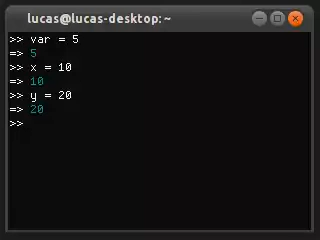 lucas@lucas-desktop:~
>> var = 5
=> 5
>> x = 10
=> 10
>> y = 20
=> 20
>>